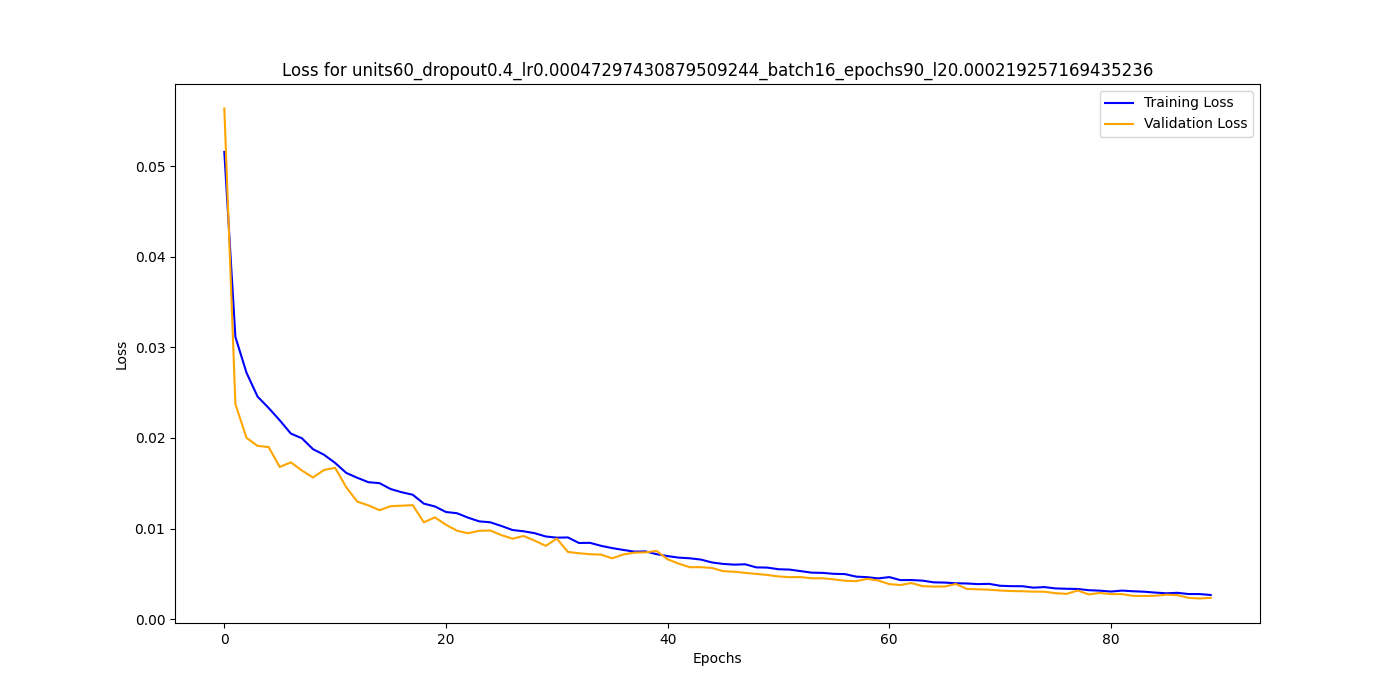 Loss for units60_dropout0.4_lr0.00047297430879509244_batch16_epochs90_l20.000219257169435236
Training Loss
Validation Loss
0.05
0.04
0.03
0.02
0.01
0.00
Loss
0
20
40
60
80
Epochs